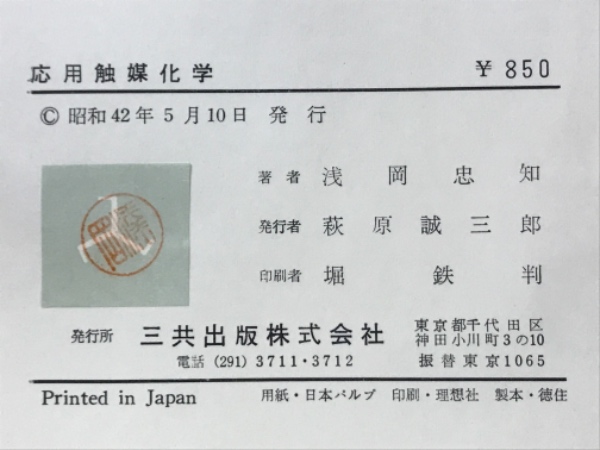 応用触媒化学 ¥850
© 昭和42年5月10日 発行
著者 浅岡忠知
発行者 萩原誠三郎
印刷者 堀鉄判
発行所 三共出版株式会社
東京都千代田区
神田小川町3の10
電話 (291) 3711・3712
振替東京1065
Printed in Japan 用紙・日本パルプ 印刷・理想社 製本・徳住